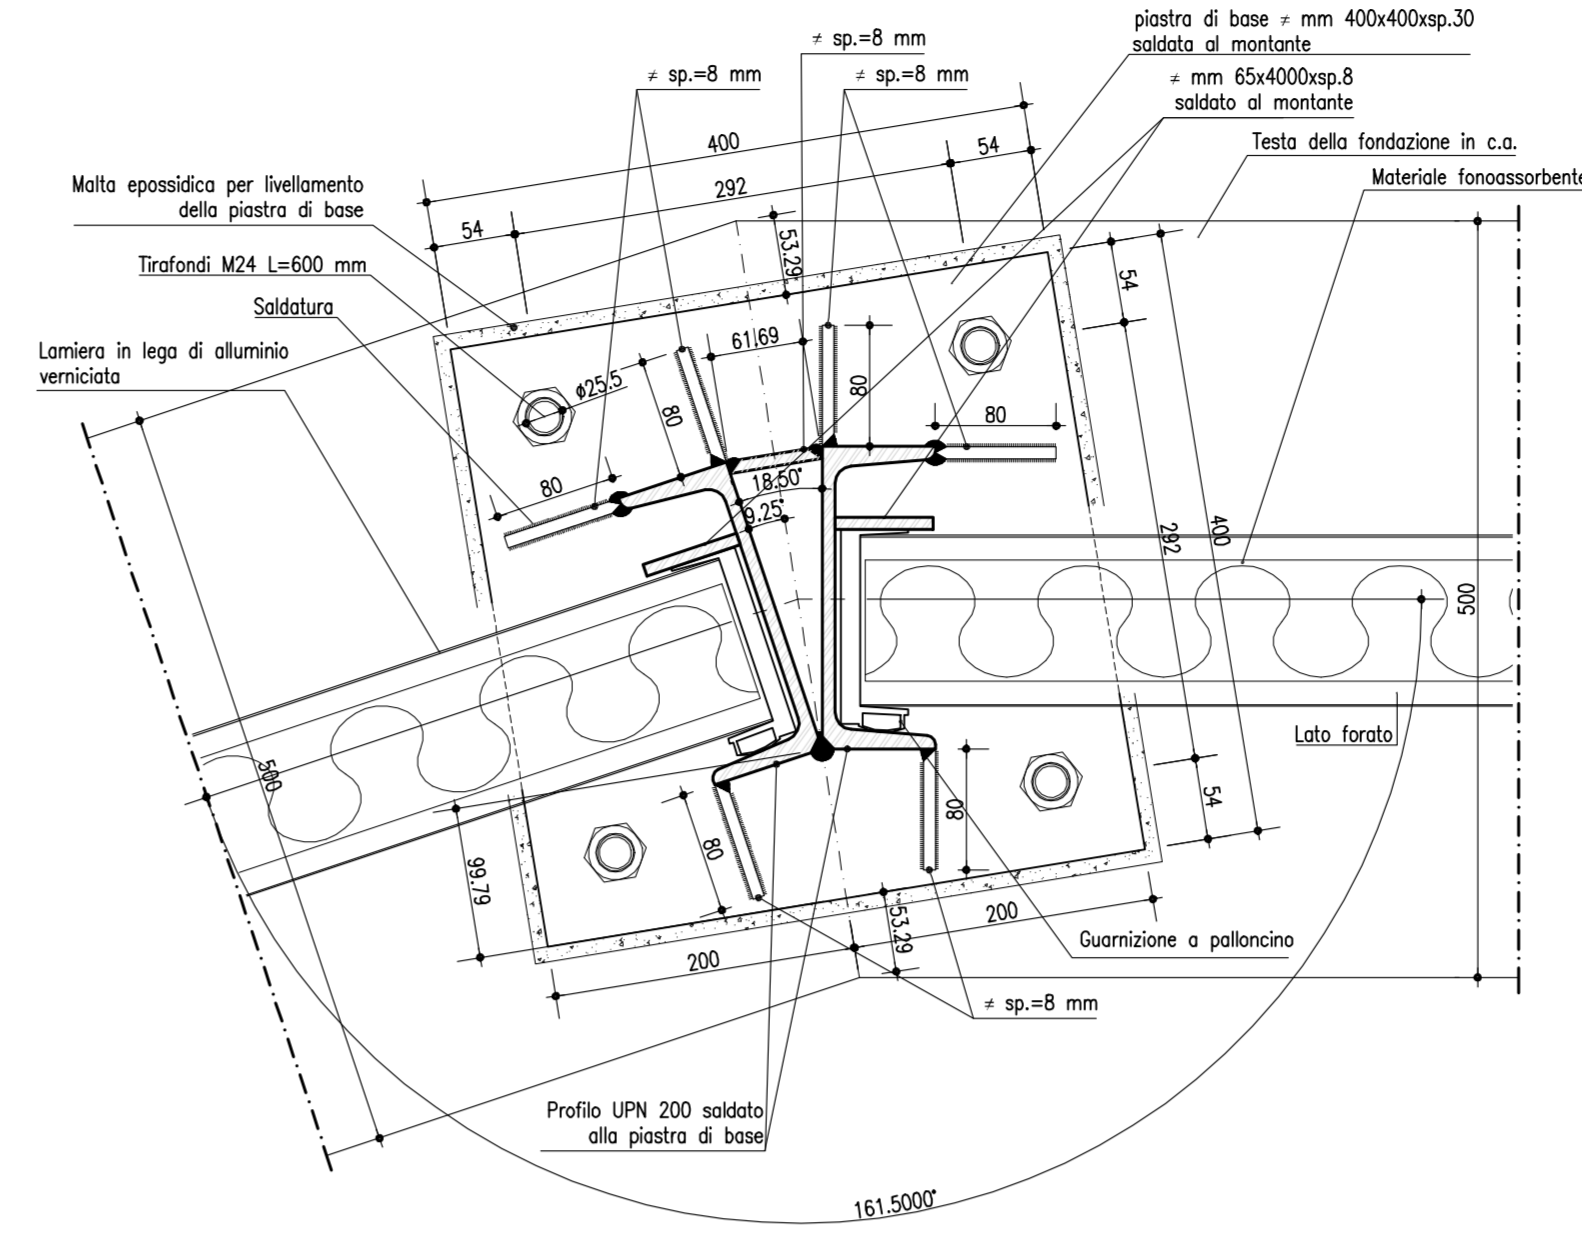 piastra di base ≠ mm 400x400xsp.30
saldata al montante
≠ sp.=8 mm
≠ sp.=8 mm
≠ sp.=8 mm
≠ mm 65x4000xsp.8
saldato al montante
Testa della fondazione in c.a.
Materiale fonoassorbente
Malta epossidica per livellamento
della piastra di base
Tirafondi M24 L=600 mm
Saldatura
Lamiera in lega di alluminio
verniciata
400
54
292
54
53.29
61.69
ø25.5
80
80
80
80
18.50°
9.25°
54
292
400
54
500
500
Lato forato
80
80
99.79
200
200
53.29
Guarnizione a palloncino
≠ sp.=8 mm
Profilo UPN 200 saldato
alla piastra di base
161.5000°